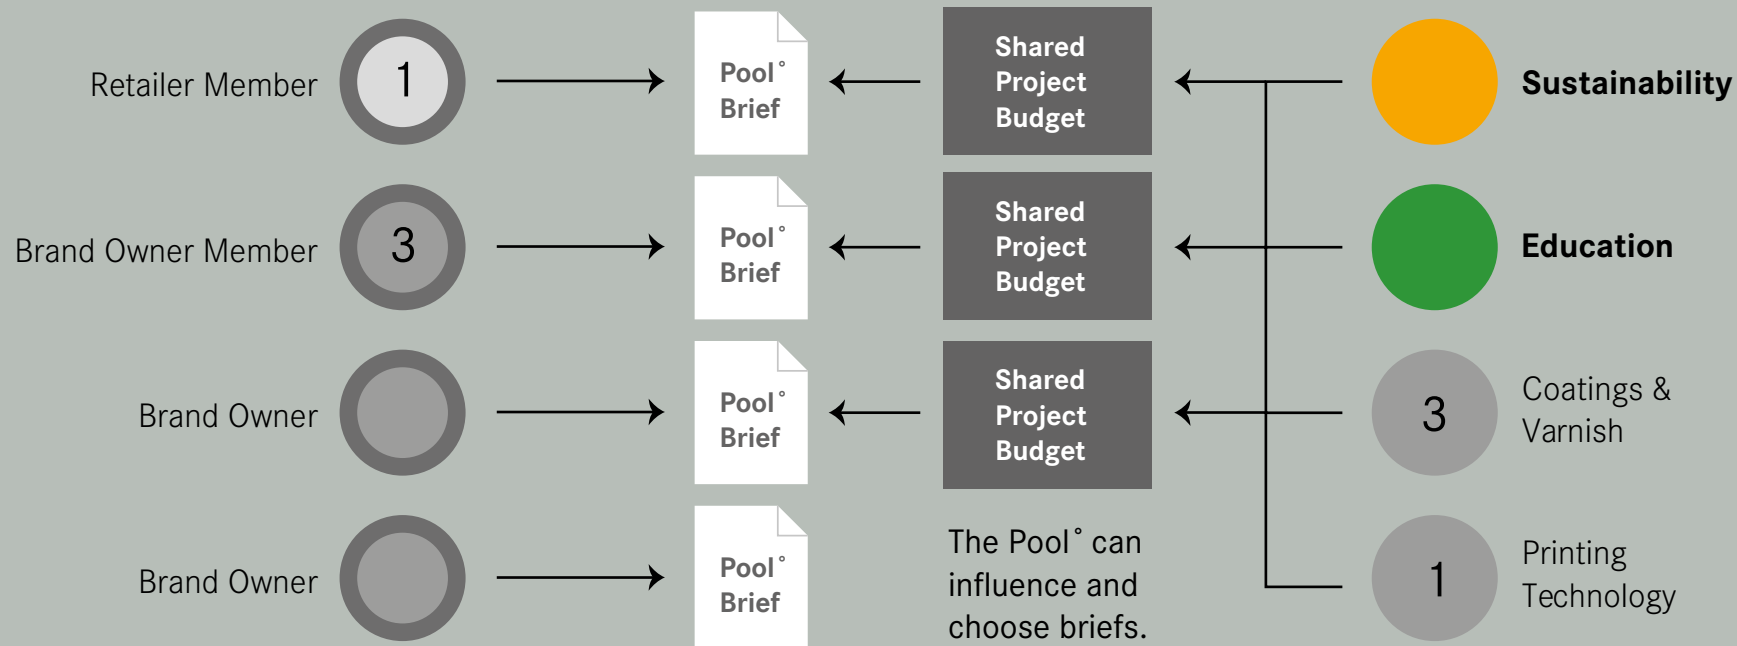 Retailer Member
1
Pool°
Brief
Shared
Project
Budget
Sustainability
Brand Owner Member
3
Pool°
Brief
Shared
Project
Budget
Education
Brand Owner
Pool°
Brief
Shared
Project
Budget
3
Coatings &
Varnish
Brand Owner
Pool°
Brief
The Pool° can
influence and
choose briefs.
1
Printing
Technology